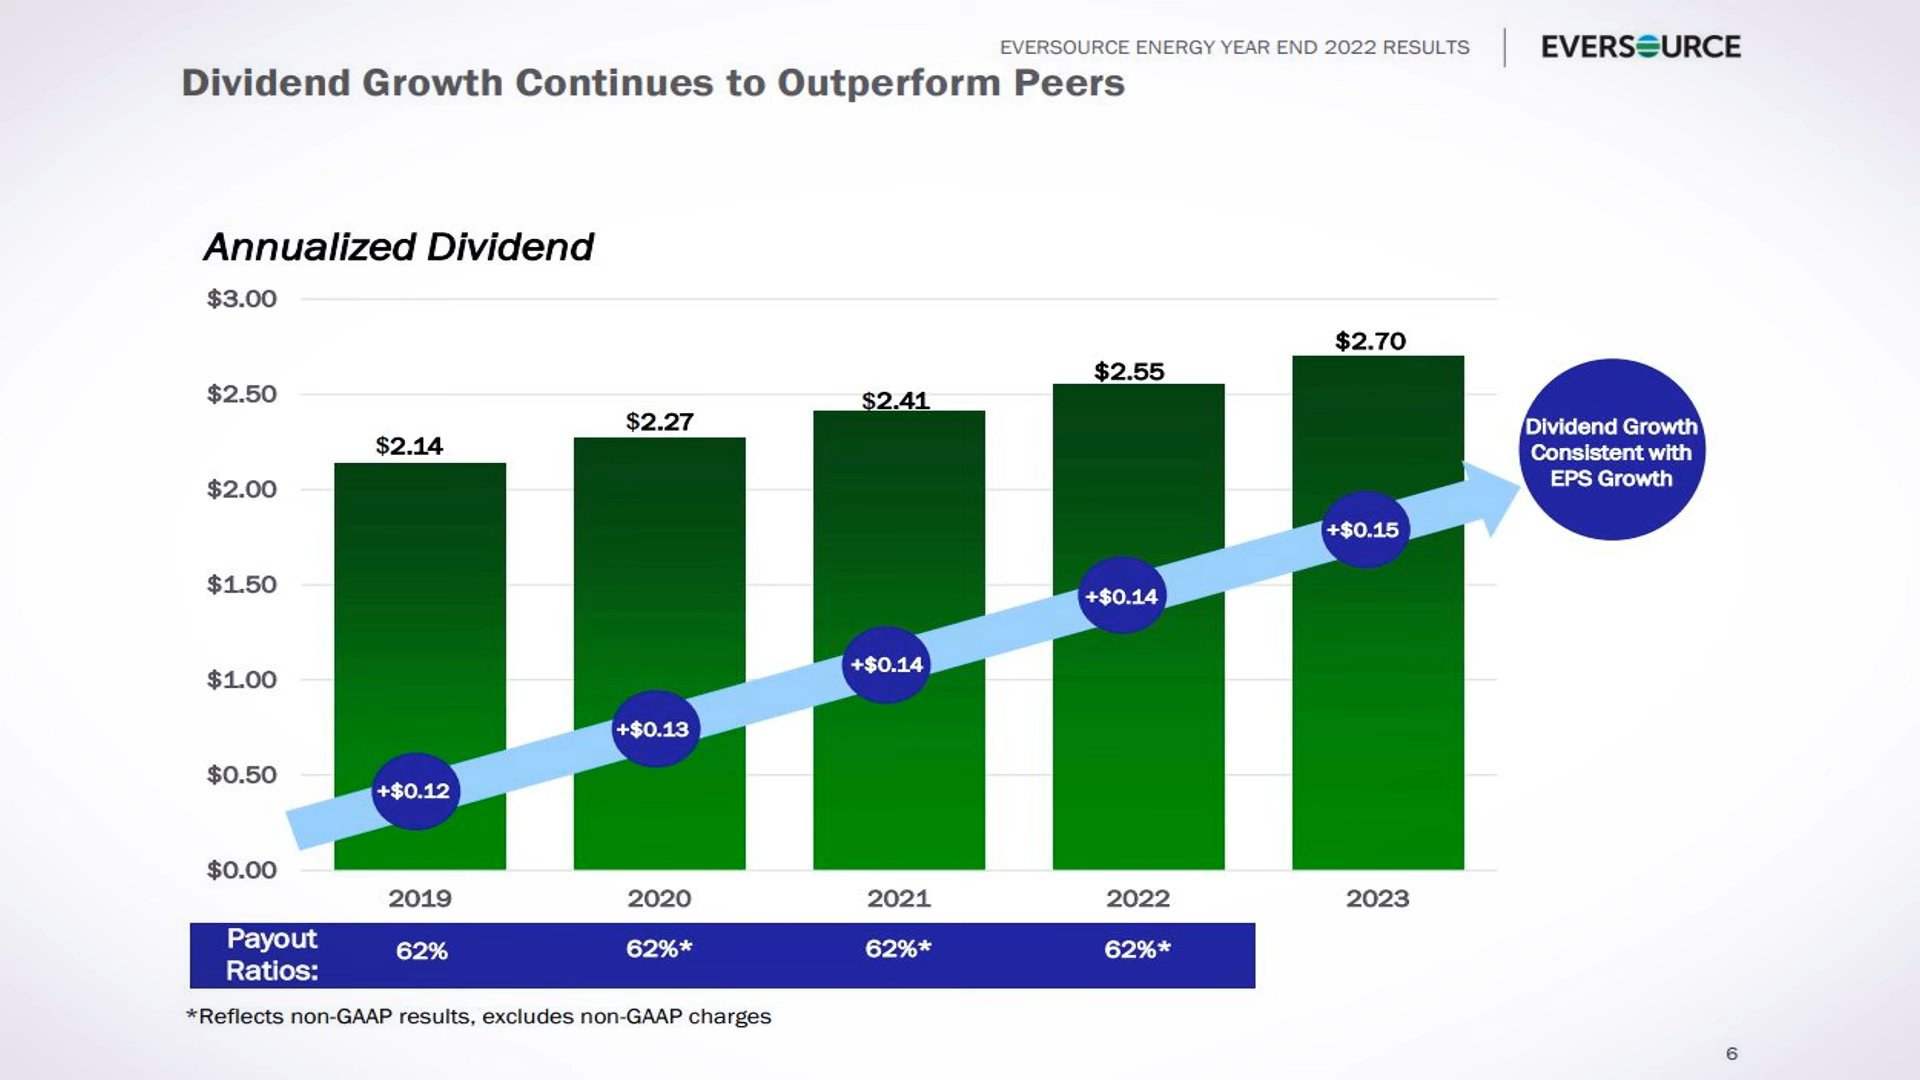 EVERSOURCE ENERGY YEAR END 2022 RESULTS
EVERSOURCE
Dividend Growth Continues to Outperform Peers
Annualized Dividend
$3.00
$2.50
$2.00
$1.50
$1.00
$0.50
$0.00
$2.14
$2.27
$2.41
$2.55
$2.70
+$0.12
+$0.13
+$0.14
+$0.14
+$0.15
Dividend Growth
Consistent with
EPS Growth
2019
2020
2021
2022
2023
Payout
Ratios:
62%
62%*
62%*
62%*
*Reflects non-GAAP results, excludes non-GAAP charges
6